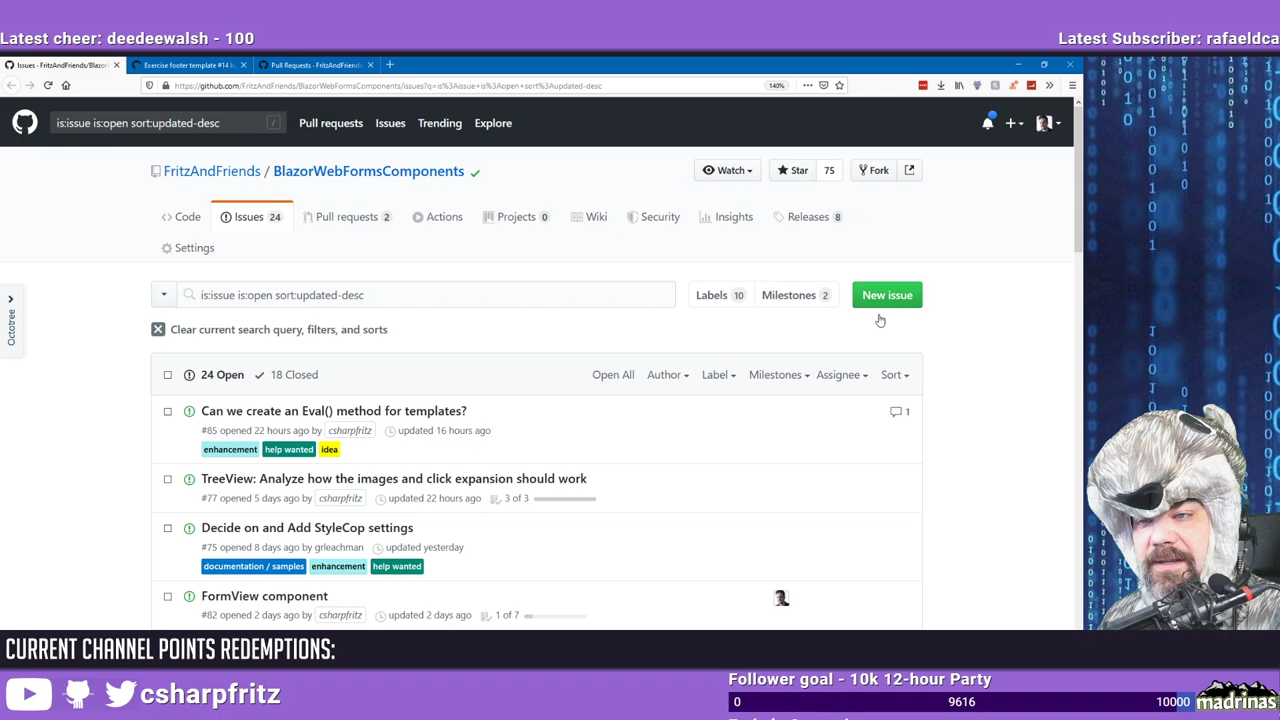 Latest cheer: deedeewalsh - 100
Latest Subscriber: rafaeldca
Issues · FritzAndFriends/Blazor
Exercise footer template #14
Pull Requests · FritzAndFriends
https://github.com/FritzAndFriends/BlazorWebFormsComponents/issues?q=is%3Aissue+is%3Aopen+sort%3Aupdated-desc
140%
is:issue is:open sort:updated-desc /
Pull requests Issues Trending Explore
FritzAndFriends / BlazorWebFormsComponents
Watch Star 75 Fork
Code Issues 24 Pull requests 2 Actions Projects 0 Wiki Security Insights Releases 8
Settings
is:issue is:open sort:updated-desc
Labels 10 Milestones 2 New issue
Octotree
Clear current search query, filters, and sorts
24 Open 18 Closed Open All Author Label Milestones Assignee Sort
Can we create an Eval() method for templates? 1
#85 opened 22 hours ago by csharpfritz updated 16 hours ago
enhancement help wanted idea
TreeView: Analyze how the images and click expansion should work
#77 opened 5 days ago by csharpfritz updated 22 hours ago 3 of 3
Decide on and Add StyleCop settings
#75 opened 8 days ago by grleachman updated yesterday
documentation / samples enhancement help wanted
FormView component
#82 opened 2 days ago by csharpfritz updated 2 days ago 1 of 7
CURRENT CHANNEL POINTS REDEMPTIONS:
csharpfritz
Follower goal - 10k 12-hour Party
0 9616 10000
madrinas